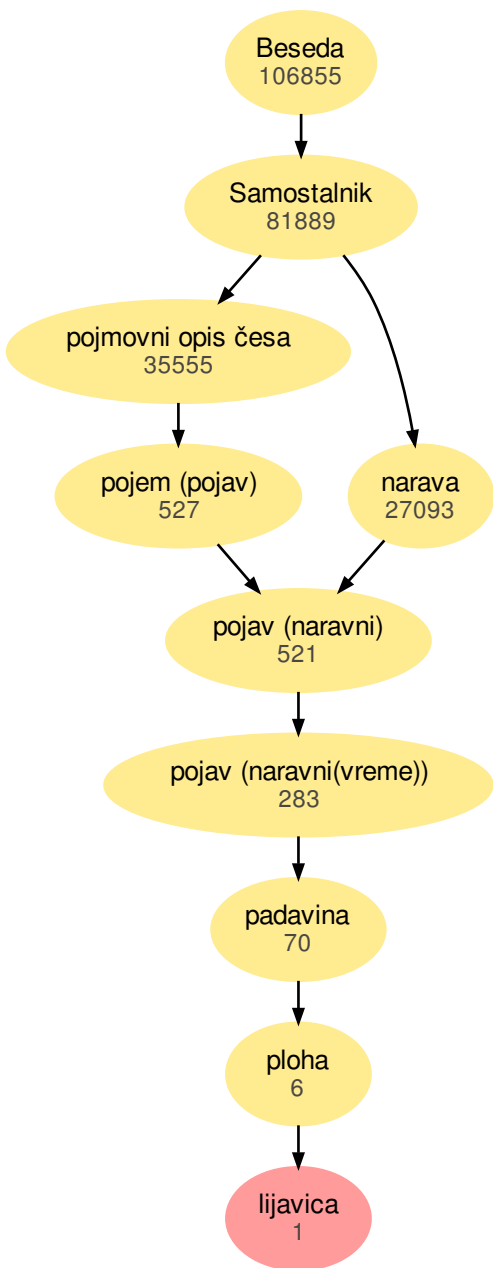 Beseda
106855
Samostalnik
81889
pojmovni opis česa
35555
pojem (pojav)
527
narava
27093
pojav (naravni)
521
pojav (naravni(vreme))
283
padavina
70
ploha
6
lijavica
1